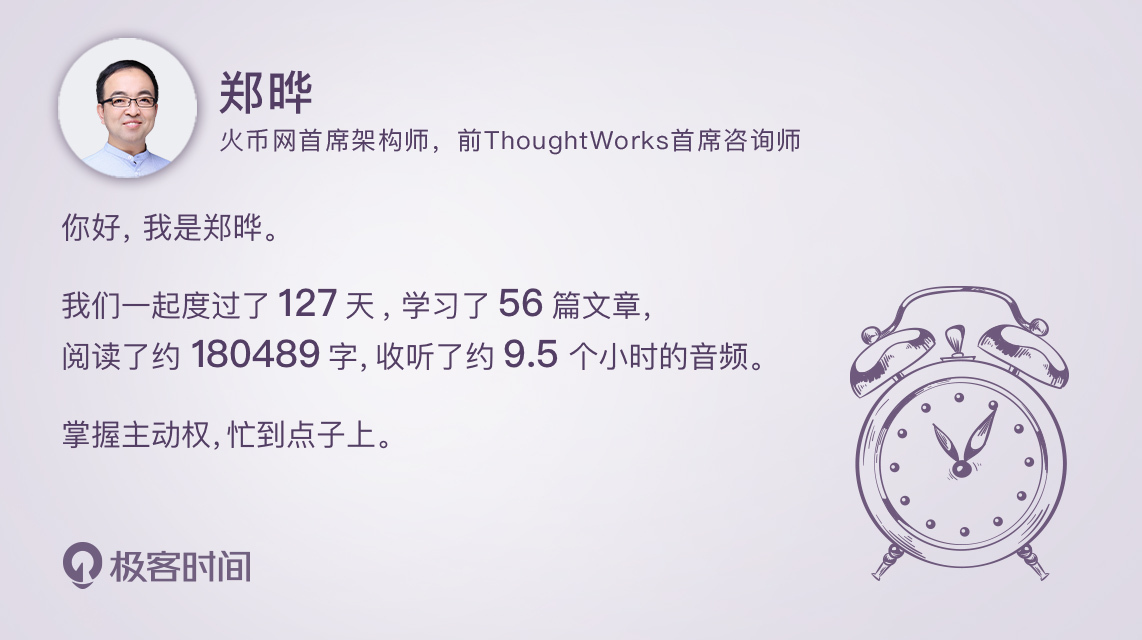 郑晔
火币网首席架构师，前ThoughtWorks首席咨询师
你好，我是郑晔。
我们一起度过了 127 天，学习了 56 篇文章，
阅读了约 180489 字，收听了约 9.5 个小时的音频。
掌握主动权，忙到点子上。
极客时间